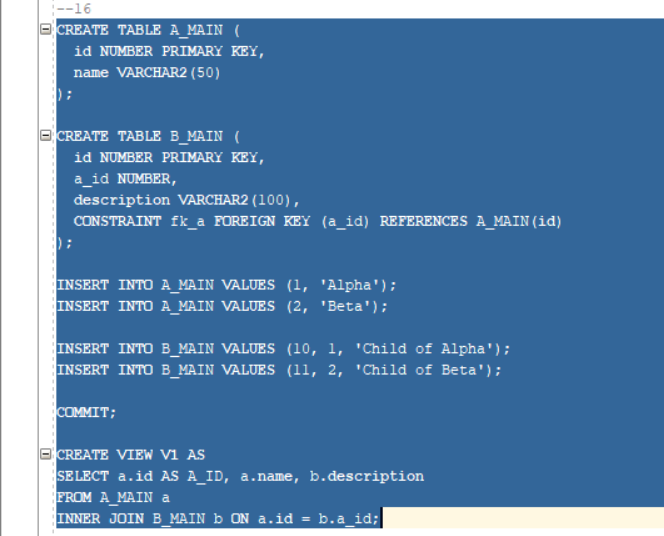 --16
CREATE TABLE A_MAIN (
id NUMBER PRIMARY KEY,
name VARCHAR2(50)
);
CREATE TABLE B_MAIN (
id NUMBER PRIMARY KEY,
a_id NUMBER,
description VARCHAR2(100),
CONSTRAINT fk_a FOREIGN KEY (a_id) REFERENCES A_MAIN(id)
);
INSERT INTO A_MAIN VALUES (1, 'Alpha');
INSERT INTO A_MAIN VALUES (2, 'Beta');
INSERT INTO B_MAIN VALUES (10, 1, 'Child of Alpha');
INSERT INTO B_MAIN VALUES (11, 2, 'Child of Beta');
COMMIT;
CREATE VIEW V1 AS
SELECT a.id AS A_ID, a.name, b.description
FROM A_MAIN a
INNER JOIN B_MAIN b ON a.id = b.a_id;